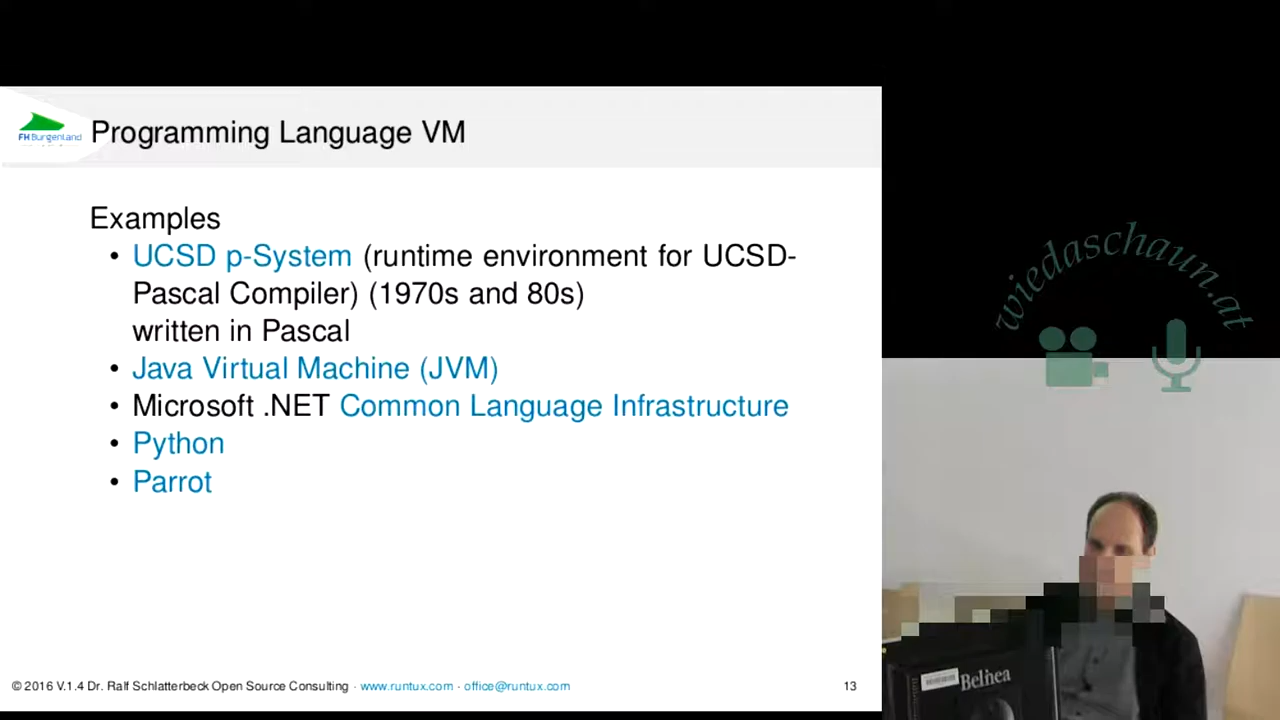 FH Burgenland
Programming Language VM
Examples
• UCSD p-System (runtime environment for UCSD-
Pascal Compiler) (1970s and 80s)
written in Pascal
• Java Virtual Machine (JVM)
• Microsoft .NET Common Language Infrastructure
• Python
• Parrot
© 2016 V.1.4 Dr. Ralf Schlatterbeck Open Source Consulting · www.runtux.com · office@runtux.com
13
wiedaschaun.at
Belinea